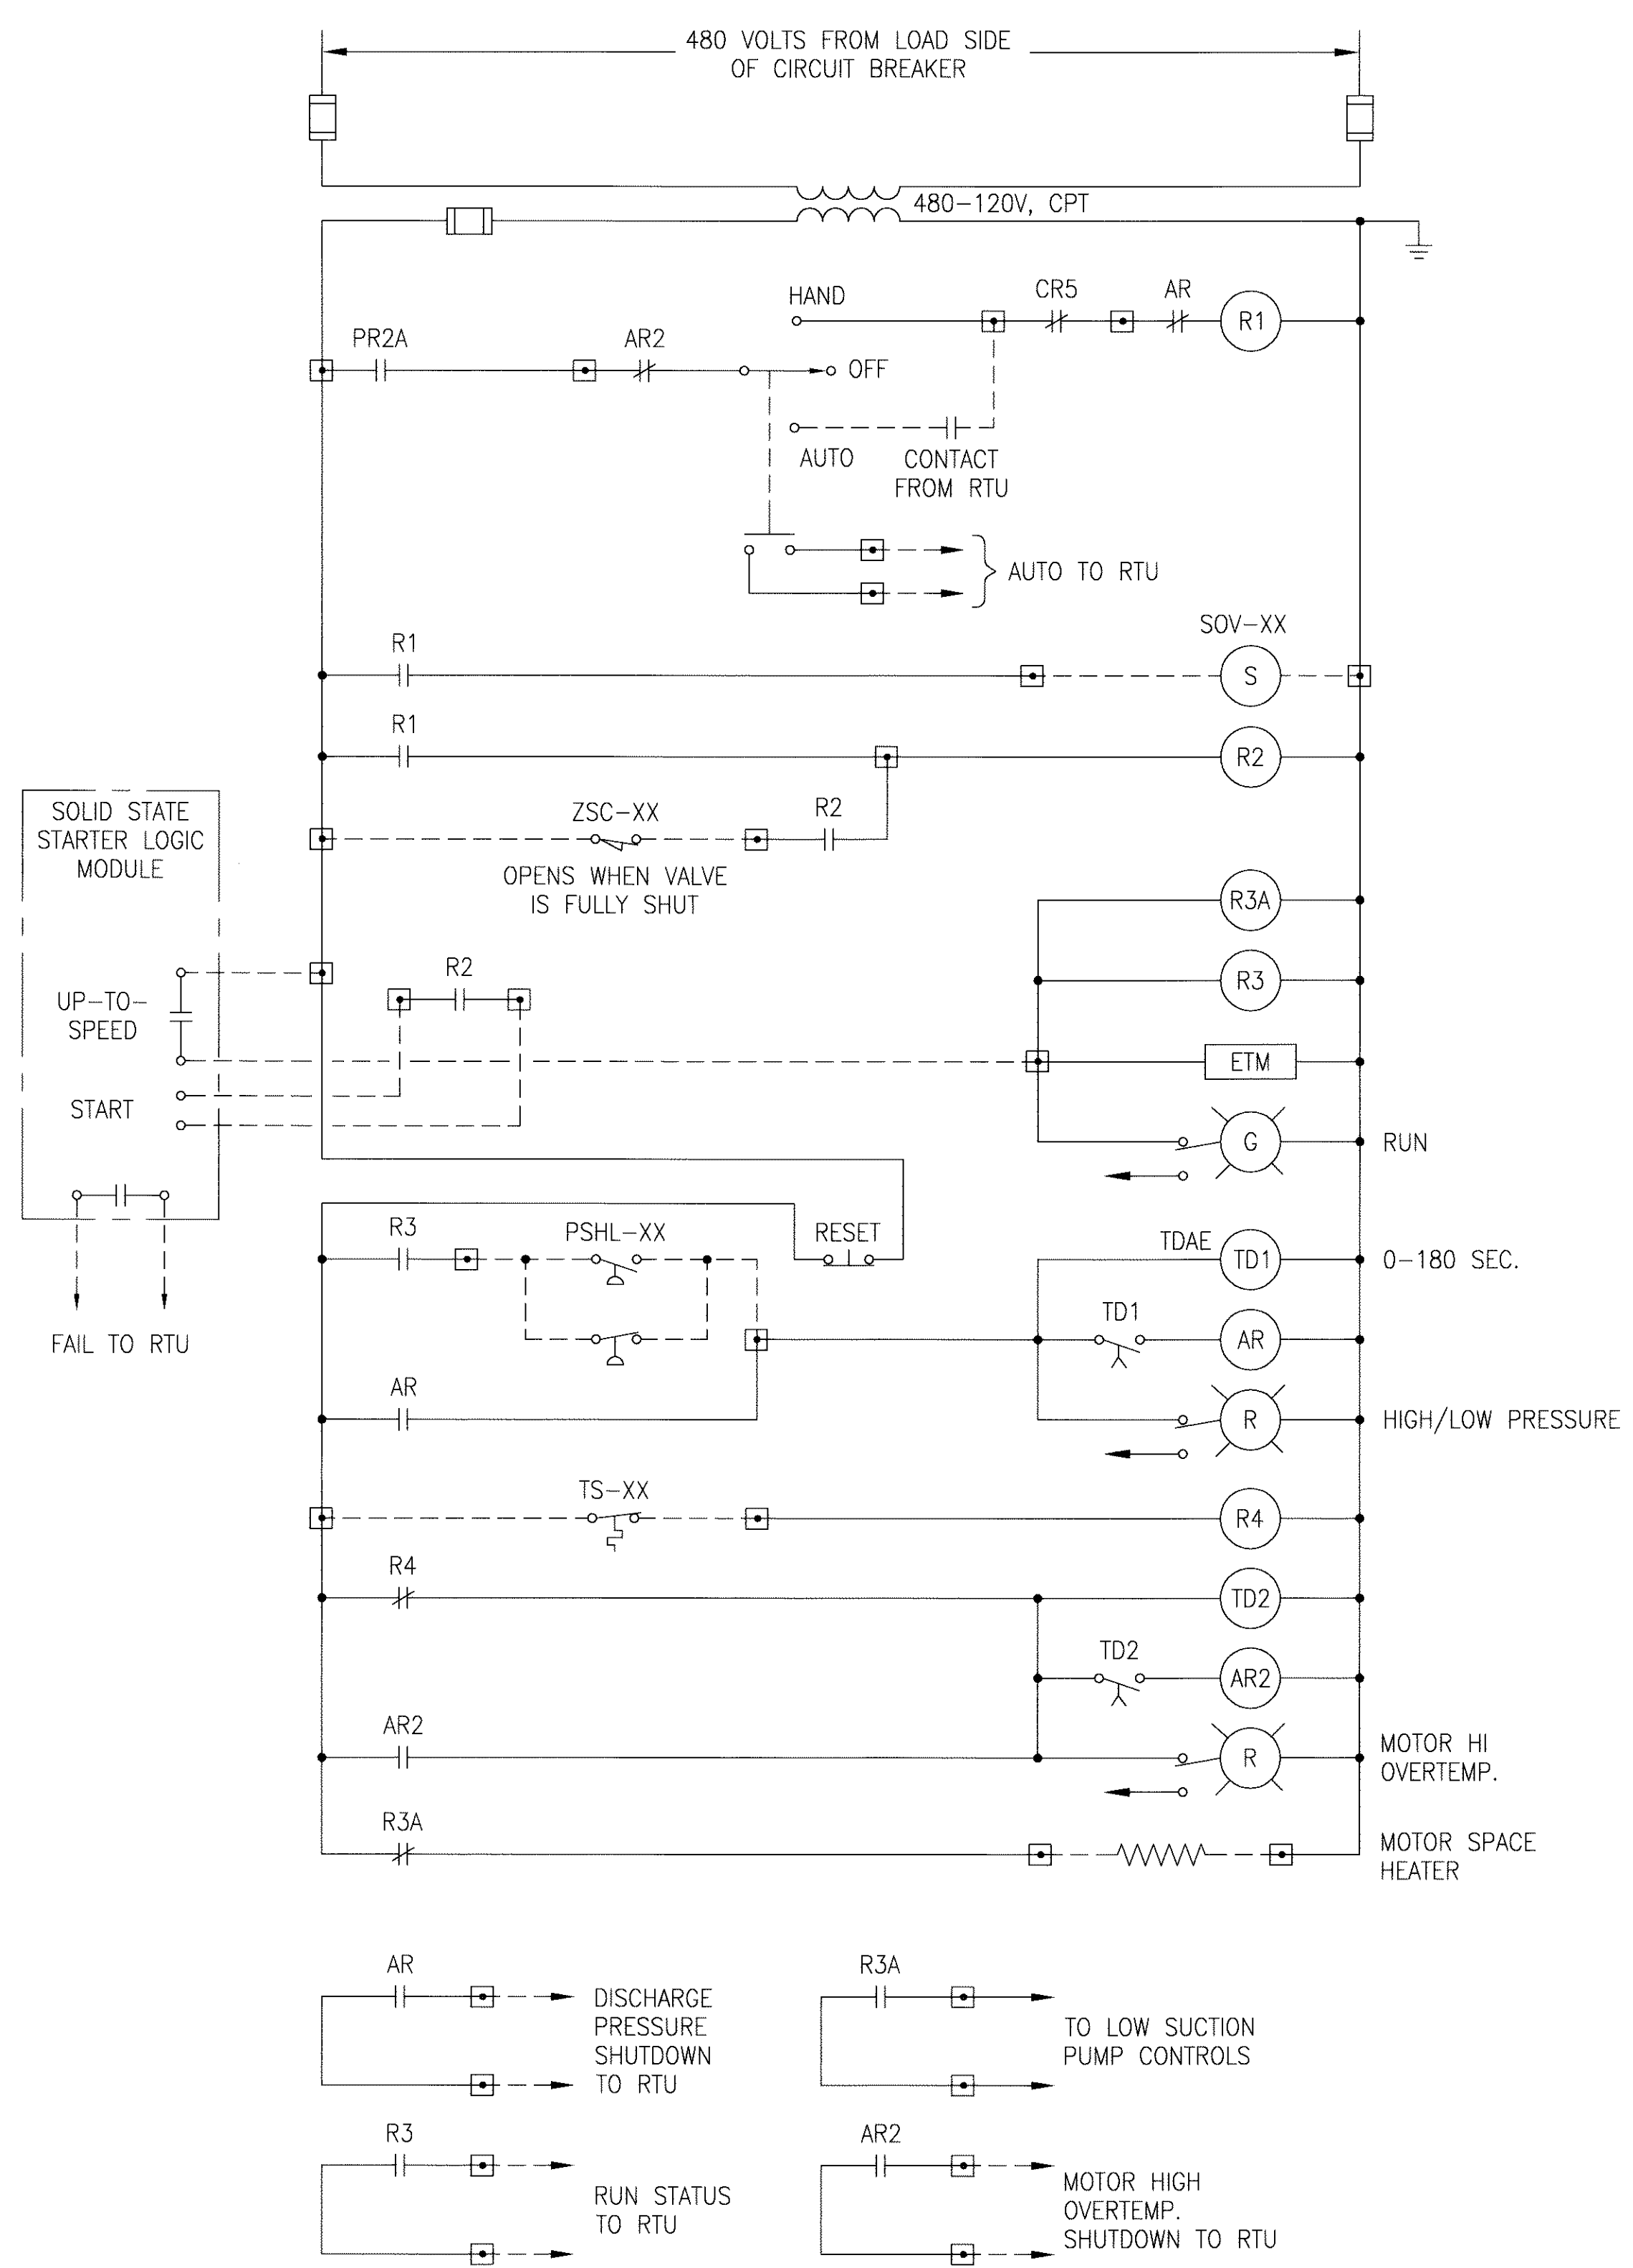 480 VOLTS FROM LOAD SIDE
OF CIRCUIT BREAKER
480-120V, CPT
HAND
CR5
AR
R1
PR2A
AR2
OFF
AUTO
CONTACT
FROM RTU
AUTO TO RTU
SOV-XX
R1
S
R1
R2
SOLID STATE
STARTER LOGIC
MODULE
ZSC-XX
R2
OPENS WHEN VALVE
IS FULLY SHUT
R3A
R2
R3
UP-TO-
SPEED
ETM
START
G
RUN
R3
PSHL-XX
RESET
TDAE
TD1
0-180 SEC.
FAIL TO RTU
TD1
AR
AR
R
HIGH/LOW PRESSURE
TS-XX
R4
R4
TD2
TD2
AR2
AR2
R
MOTOR HI
OVERTEMP.
R3A
MOTOR SPACE
HEATER
AR
DISCHARGE
PRESSURE
SHUTDOWN
TO RTU
R3A
TO LOW SUCTION
PUMP CONTROLS
R3
RUN STATUS
TO RTU
AR2
MOTOR HIGH
OVERTEMP.
SHUTDOWN TO RTU